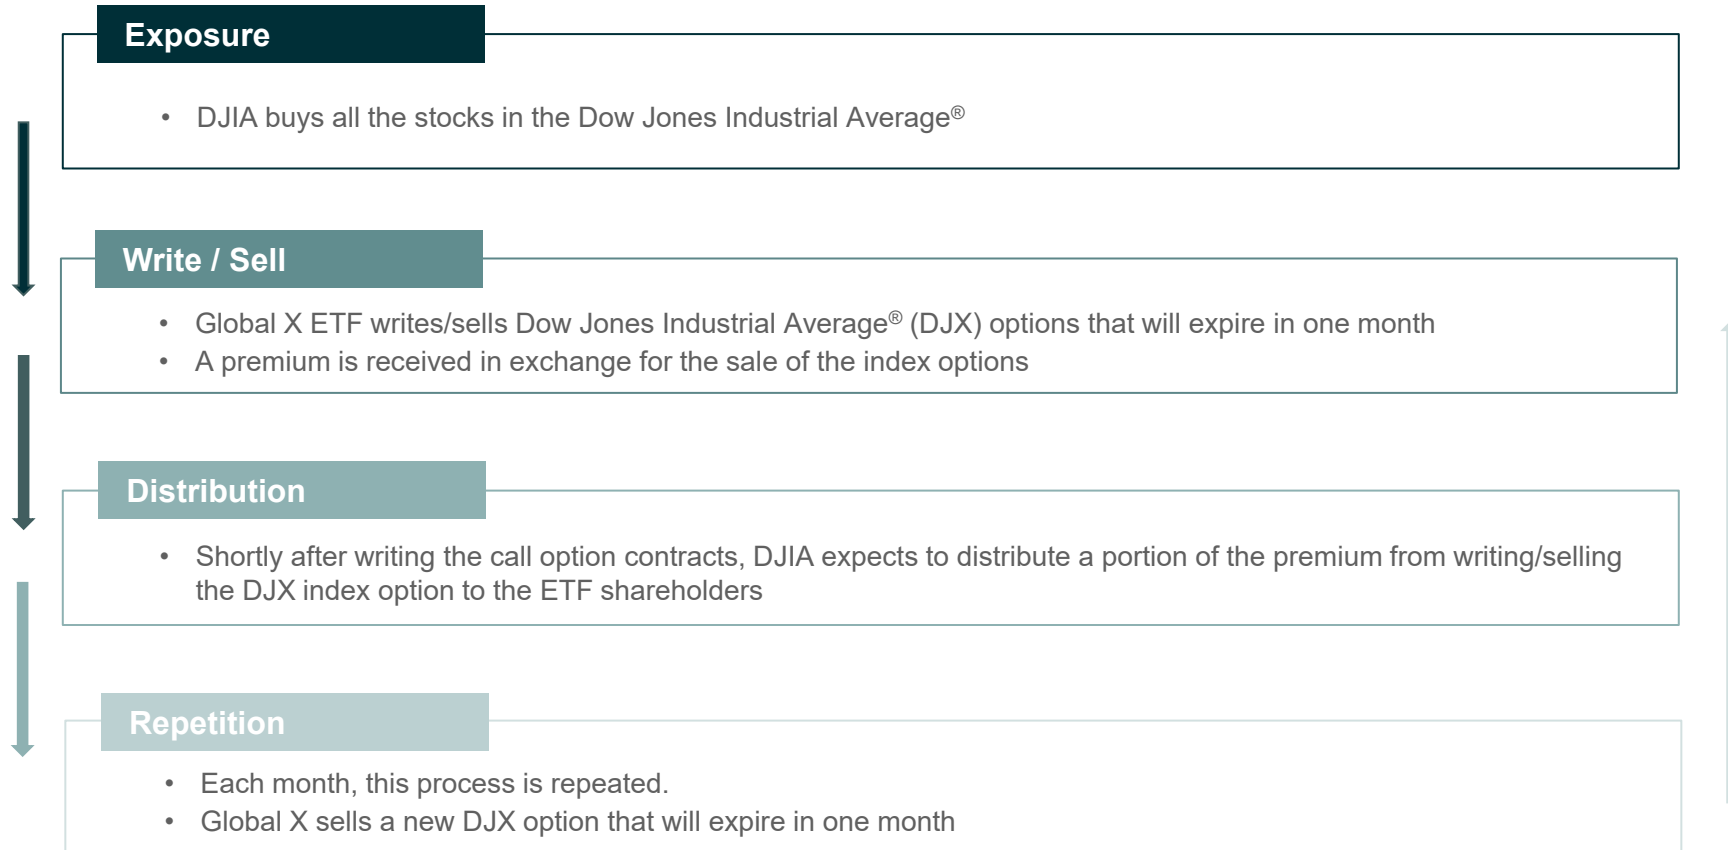 Exposure
• DJIA buys all the stocks in the Dow Jones Industrial Average®
Write / Sell
• Global X ETF writes/sells Dow Jones Industrial Average® (DJX) options that will expire in one month
• A premium is received in exchange for the sale of the index options
Distribution
• Shortly after writing the call option contracts, DJIA expects to distribute a portion of the premium from writing/selling
the DJX index option to the ETF shareholders
Repetition
• Each month, this process is repeated.
• Global X sells a new DJX option that will expire in one month